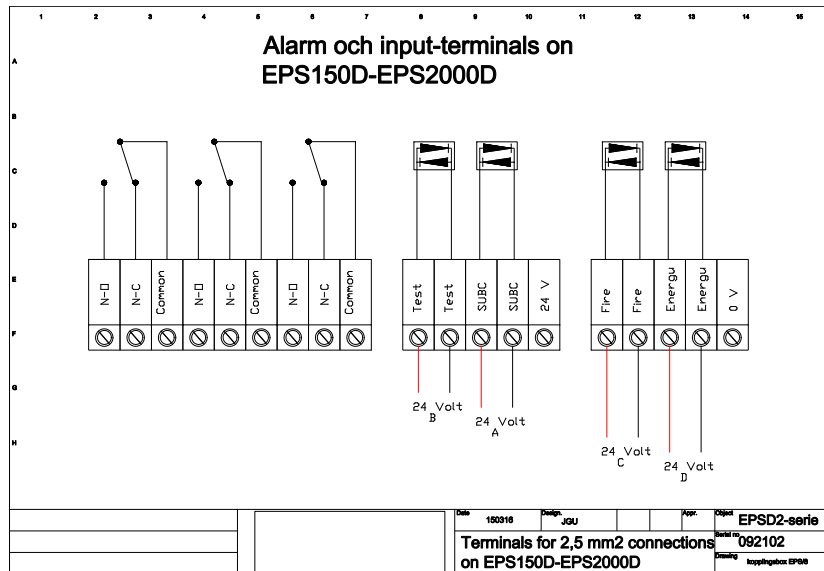 1 2 3 4 5 6 7 8 9 10 11 12 13 14 15
Alarm och input-terminals on
EPS150D-EPS2000D
A
B
C
D
E
F
G
H
N-O N-C Common N-O N-C Common N-O N-C Common
Test Test SUBC SUBC 24 V
Fire Fire Energu Energu 0 V
24 Volt
B
24 Volt
A
24 Volt
C
24 Volt
D
Date 150316 Design. JGU Appr. Object EPSD2-serie
Serial no 092102
Terminals for 2,5 mm2 connections
on EPS150D-EPS2000D
Drawing kopplingsbox EPS/6